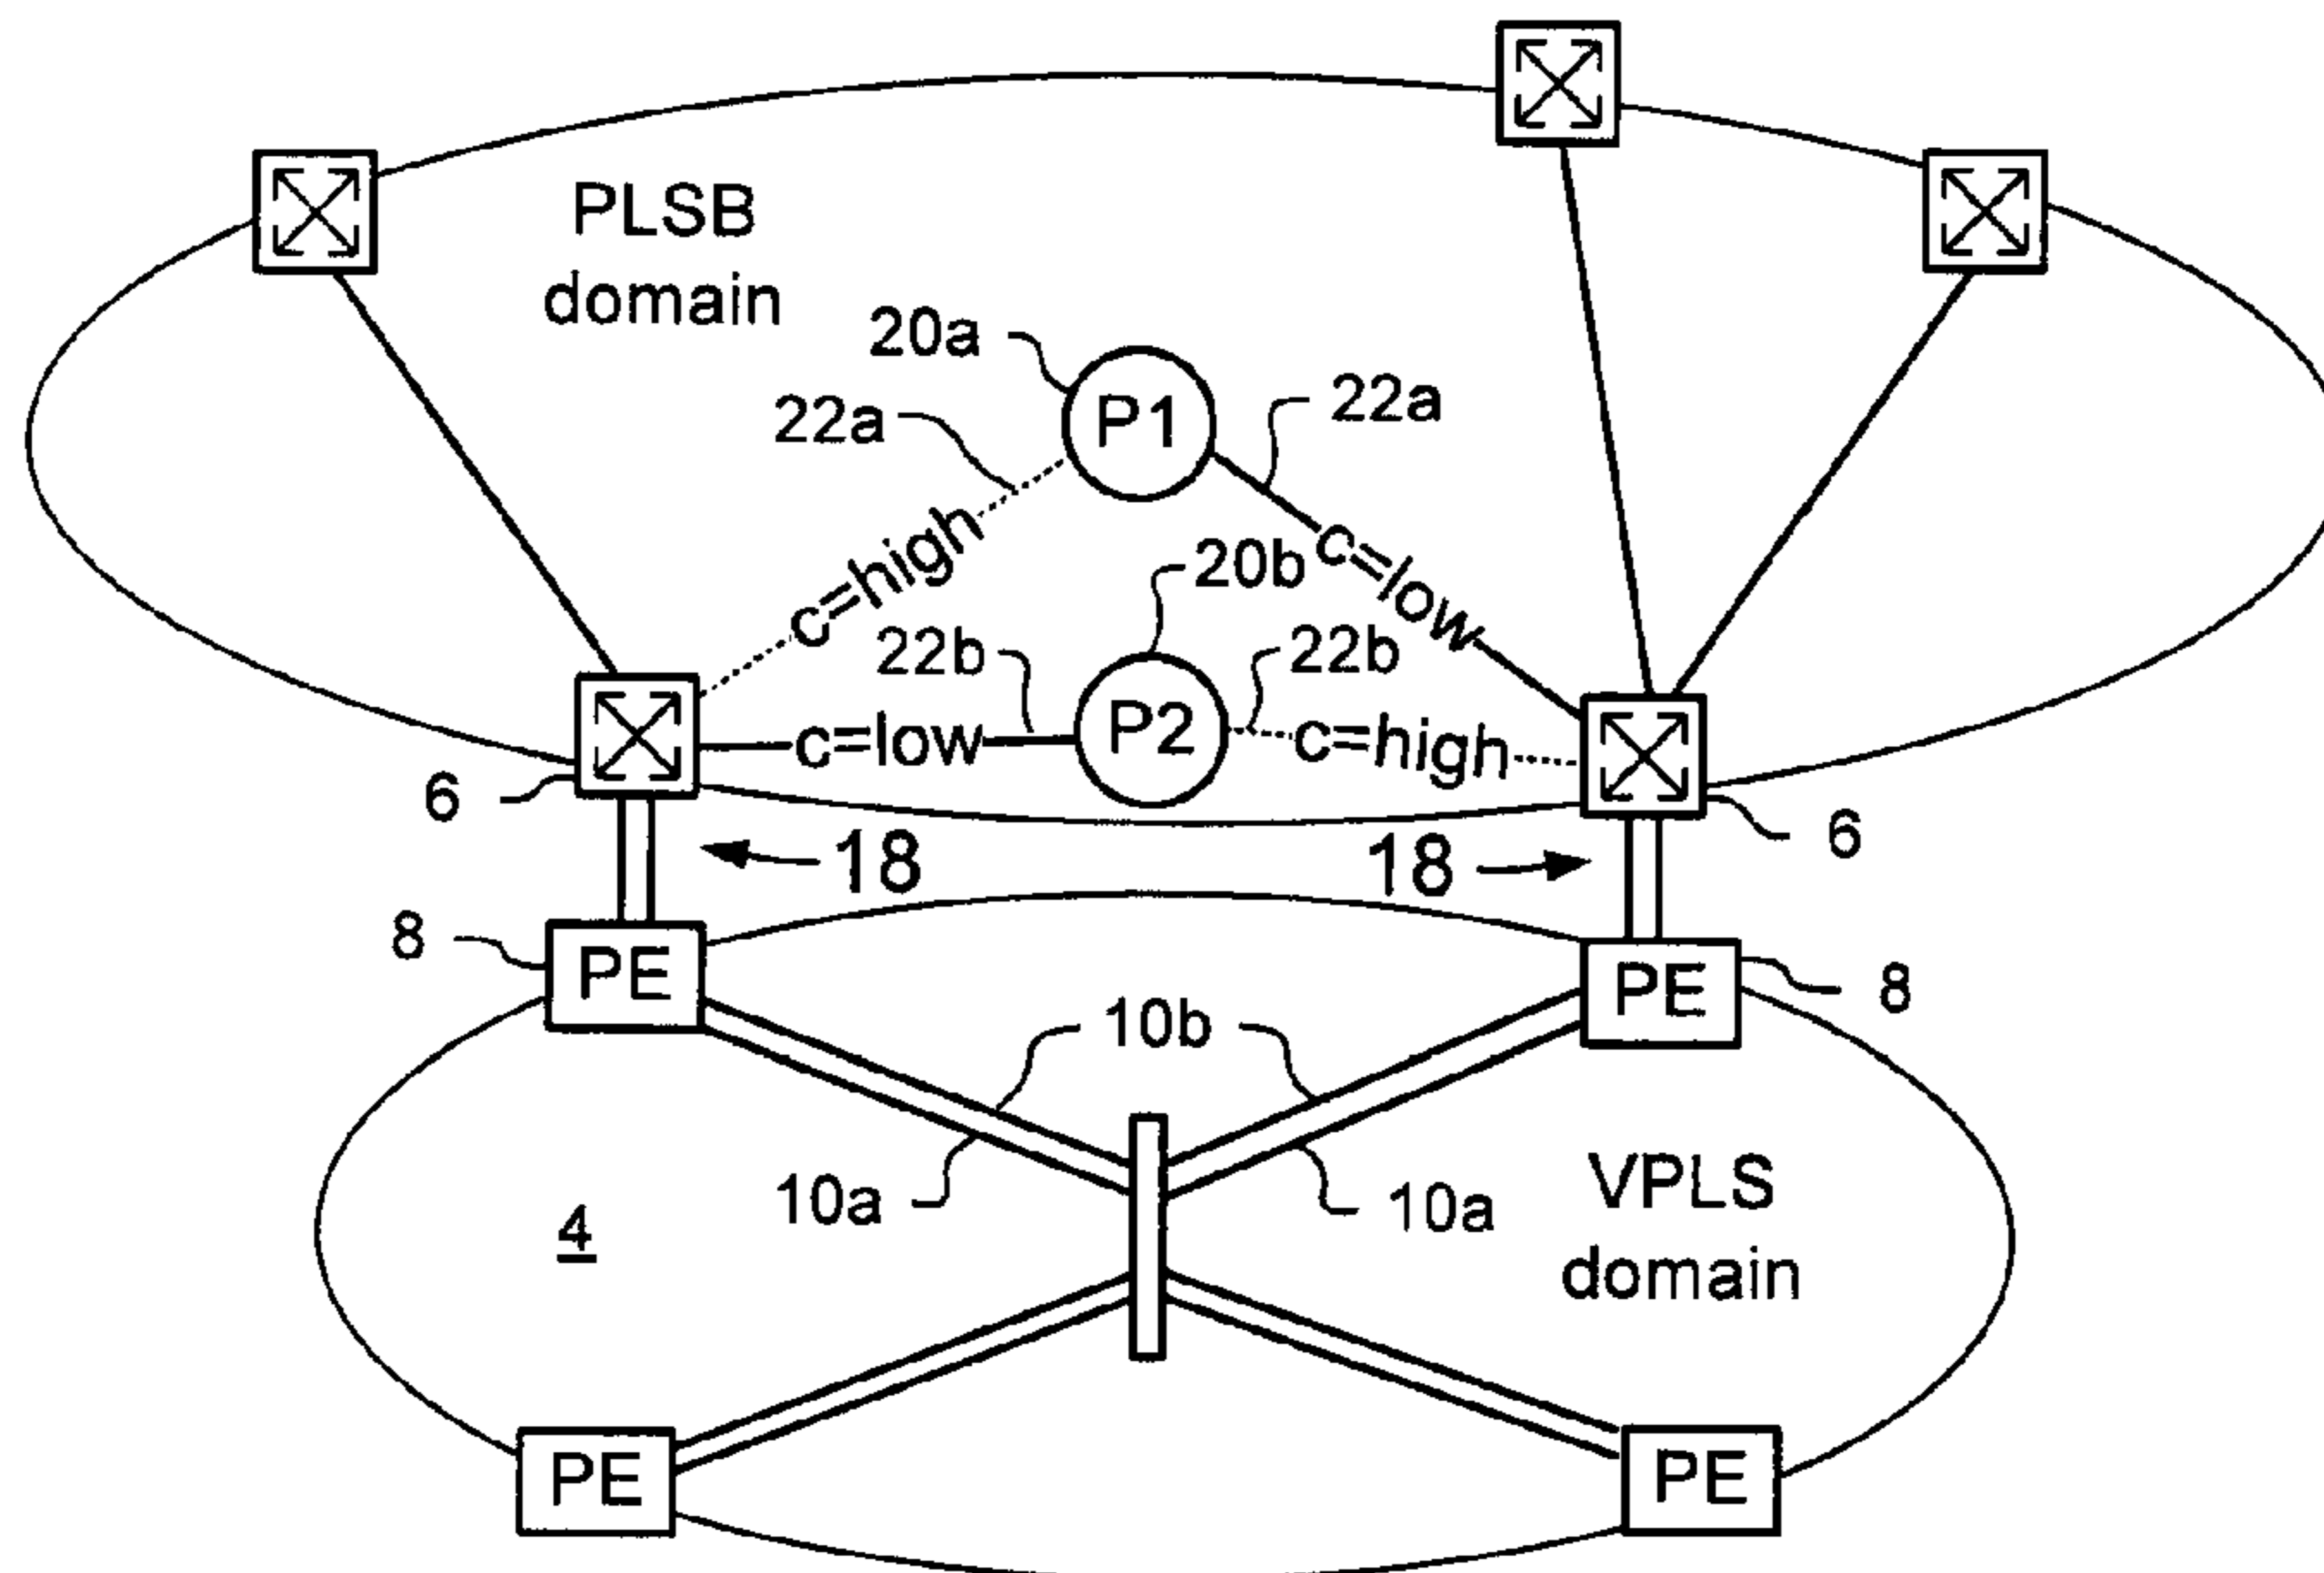 PLSB
domain
20a
22a
P1
22a
c=high
c=low
20b
22b
22b
P2
c=low
c=high
6
6
18
18
8
PE
PE
8
10b
10a
10a
4
VPLS
domain
PE
PE